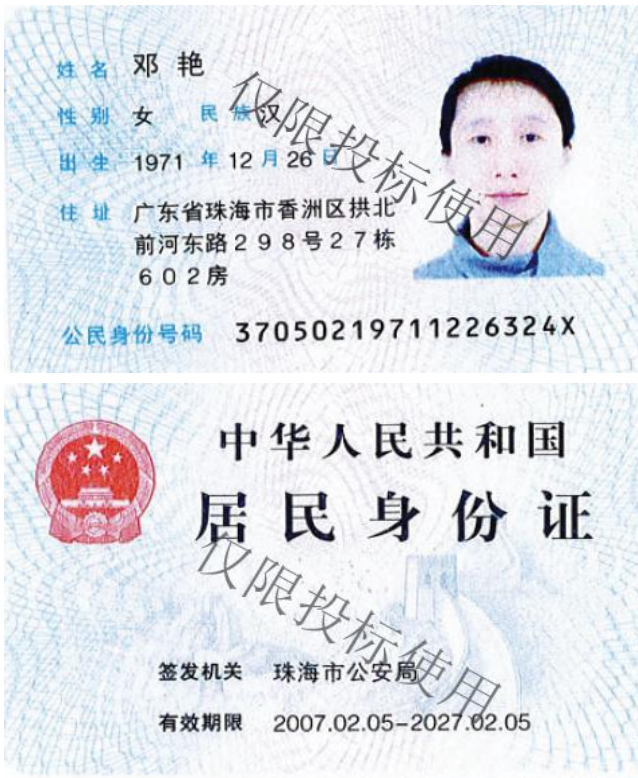 姓名 邓艳
性别 女 民族 汉
出生 1971 年 12 月 26 日
住址 广东省珠海市香洲区拱北
前河东路298号27栋
602房
公民身份号码 37050219711226324X
仅限投标使用
中华人民共和国
居民身份证
签发机关 珠海市公安局
有效期限 2007.02.05-2027.02.05
仅限投标使用